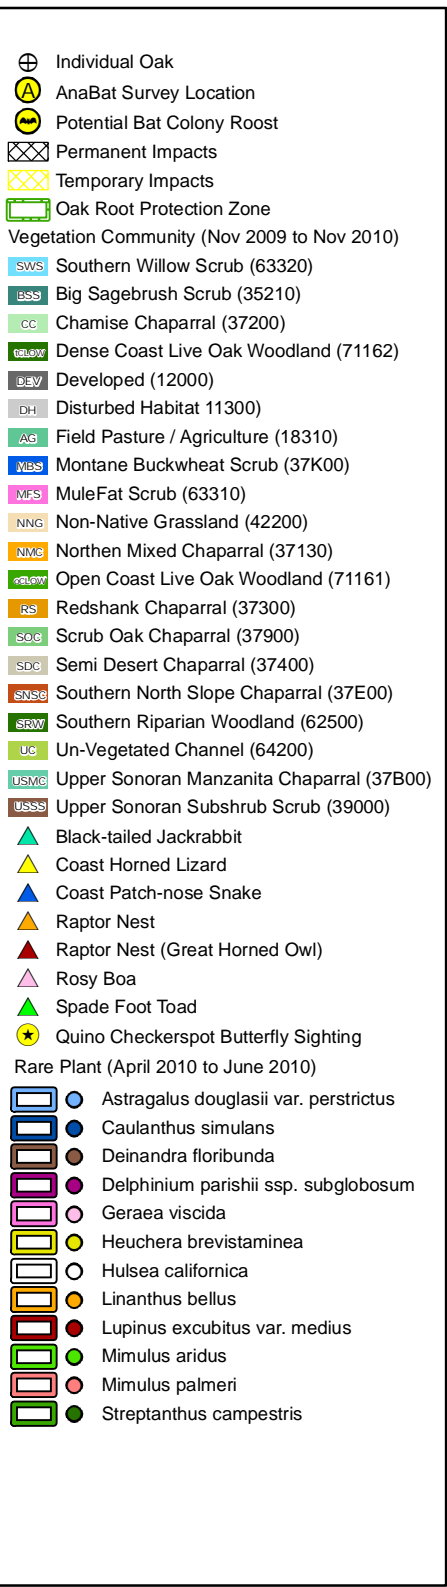 Individual Oak
A AnaBat Survey Location
Potential Bat Colony Roost
Permanent Impacts
Temporary Impacts
Oak Root Protection Zone
Vegetation Community (Nov 2009 to Nov 2010)
SWS Southern Willow Scrub (63320)
BSS Big Sagebrush Scrub (35210)
CC Chamise Chaparral (37200)
tCLOW Dense Coast Live Oak Woodland (71162)
DEV Developed (12000)
DH Disturbed Habitat 11300)
AG Field Pasture / Agriculture (18310)
MBS Montane Buckwheat Scrub (37K00)
MFS MuleFat Scrub (63310)
NNG Non-Native Grassland (42200)
NMC Northen Mixed Chaparral (37130)
oCLOW Open Coast Live Oak Woodland (71161)
RS Redshank Chaparral (37300)
SOC Scrub Oak Chaparral (37900)
SDC Semi Desert Chaparral (37400)
SNSC Southern North Slope Chaparral (37E00)
SRW Southern Riparian Woodland (62500)
UC Un-Vegetated Channel (64200)
USMC Upper Sonoran Manzanita Chaparral (37B00)
USSS Upper Sonoran Subshrub Scrub (39000)
Black-tailed Jackrabbit
Coast Horned Lizard
Coast Patch-nose Snake
Raptor Nest
Raptor Nest (Great Horned Owl)
Rosy Boa
Spade Foot Toad
Quino Checkerspot Butterfly Sighting
Rare Plant (April 2010 to June 2010)
Astragalus douglasii var. perstrictus
Caulanthus simulans
Deinandra floribunda
Delphinium parishii ssp. subglobosum
Geraea viscida
Heuchera brevistaminea
Hulsea californica
Linanthus bellus
Lupinus excubitus var. medius
Mimulus aridus
Mimulus palmeri
Streptanthus campestris